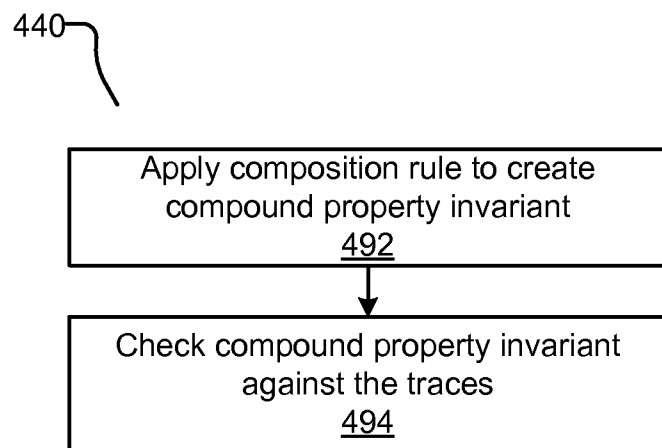 440
Apply composition rule to create
compound property invariant
492
Check compound property invariant
against the traces
494